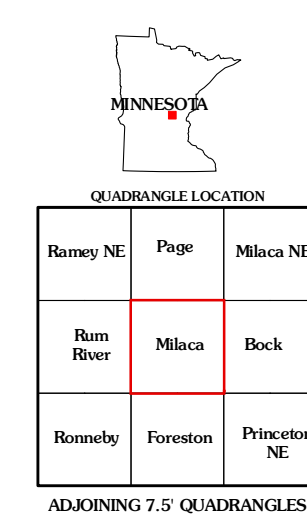 MINNESOTA
QUADRANGLE LOCATION
Ramey NE Page Milaca NE
Rum
River Milaca Bock
Ronneby Foreston Princeton
NE
ADJOINING 7.5' QUADRANGLES